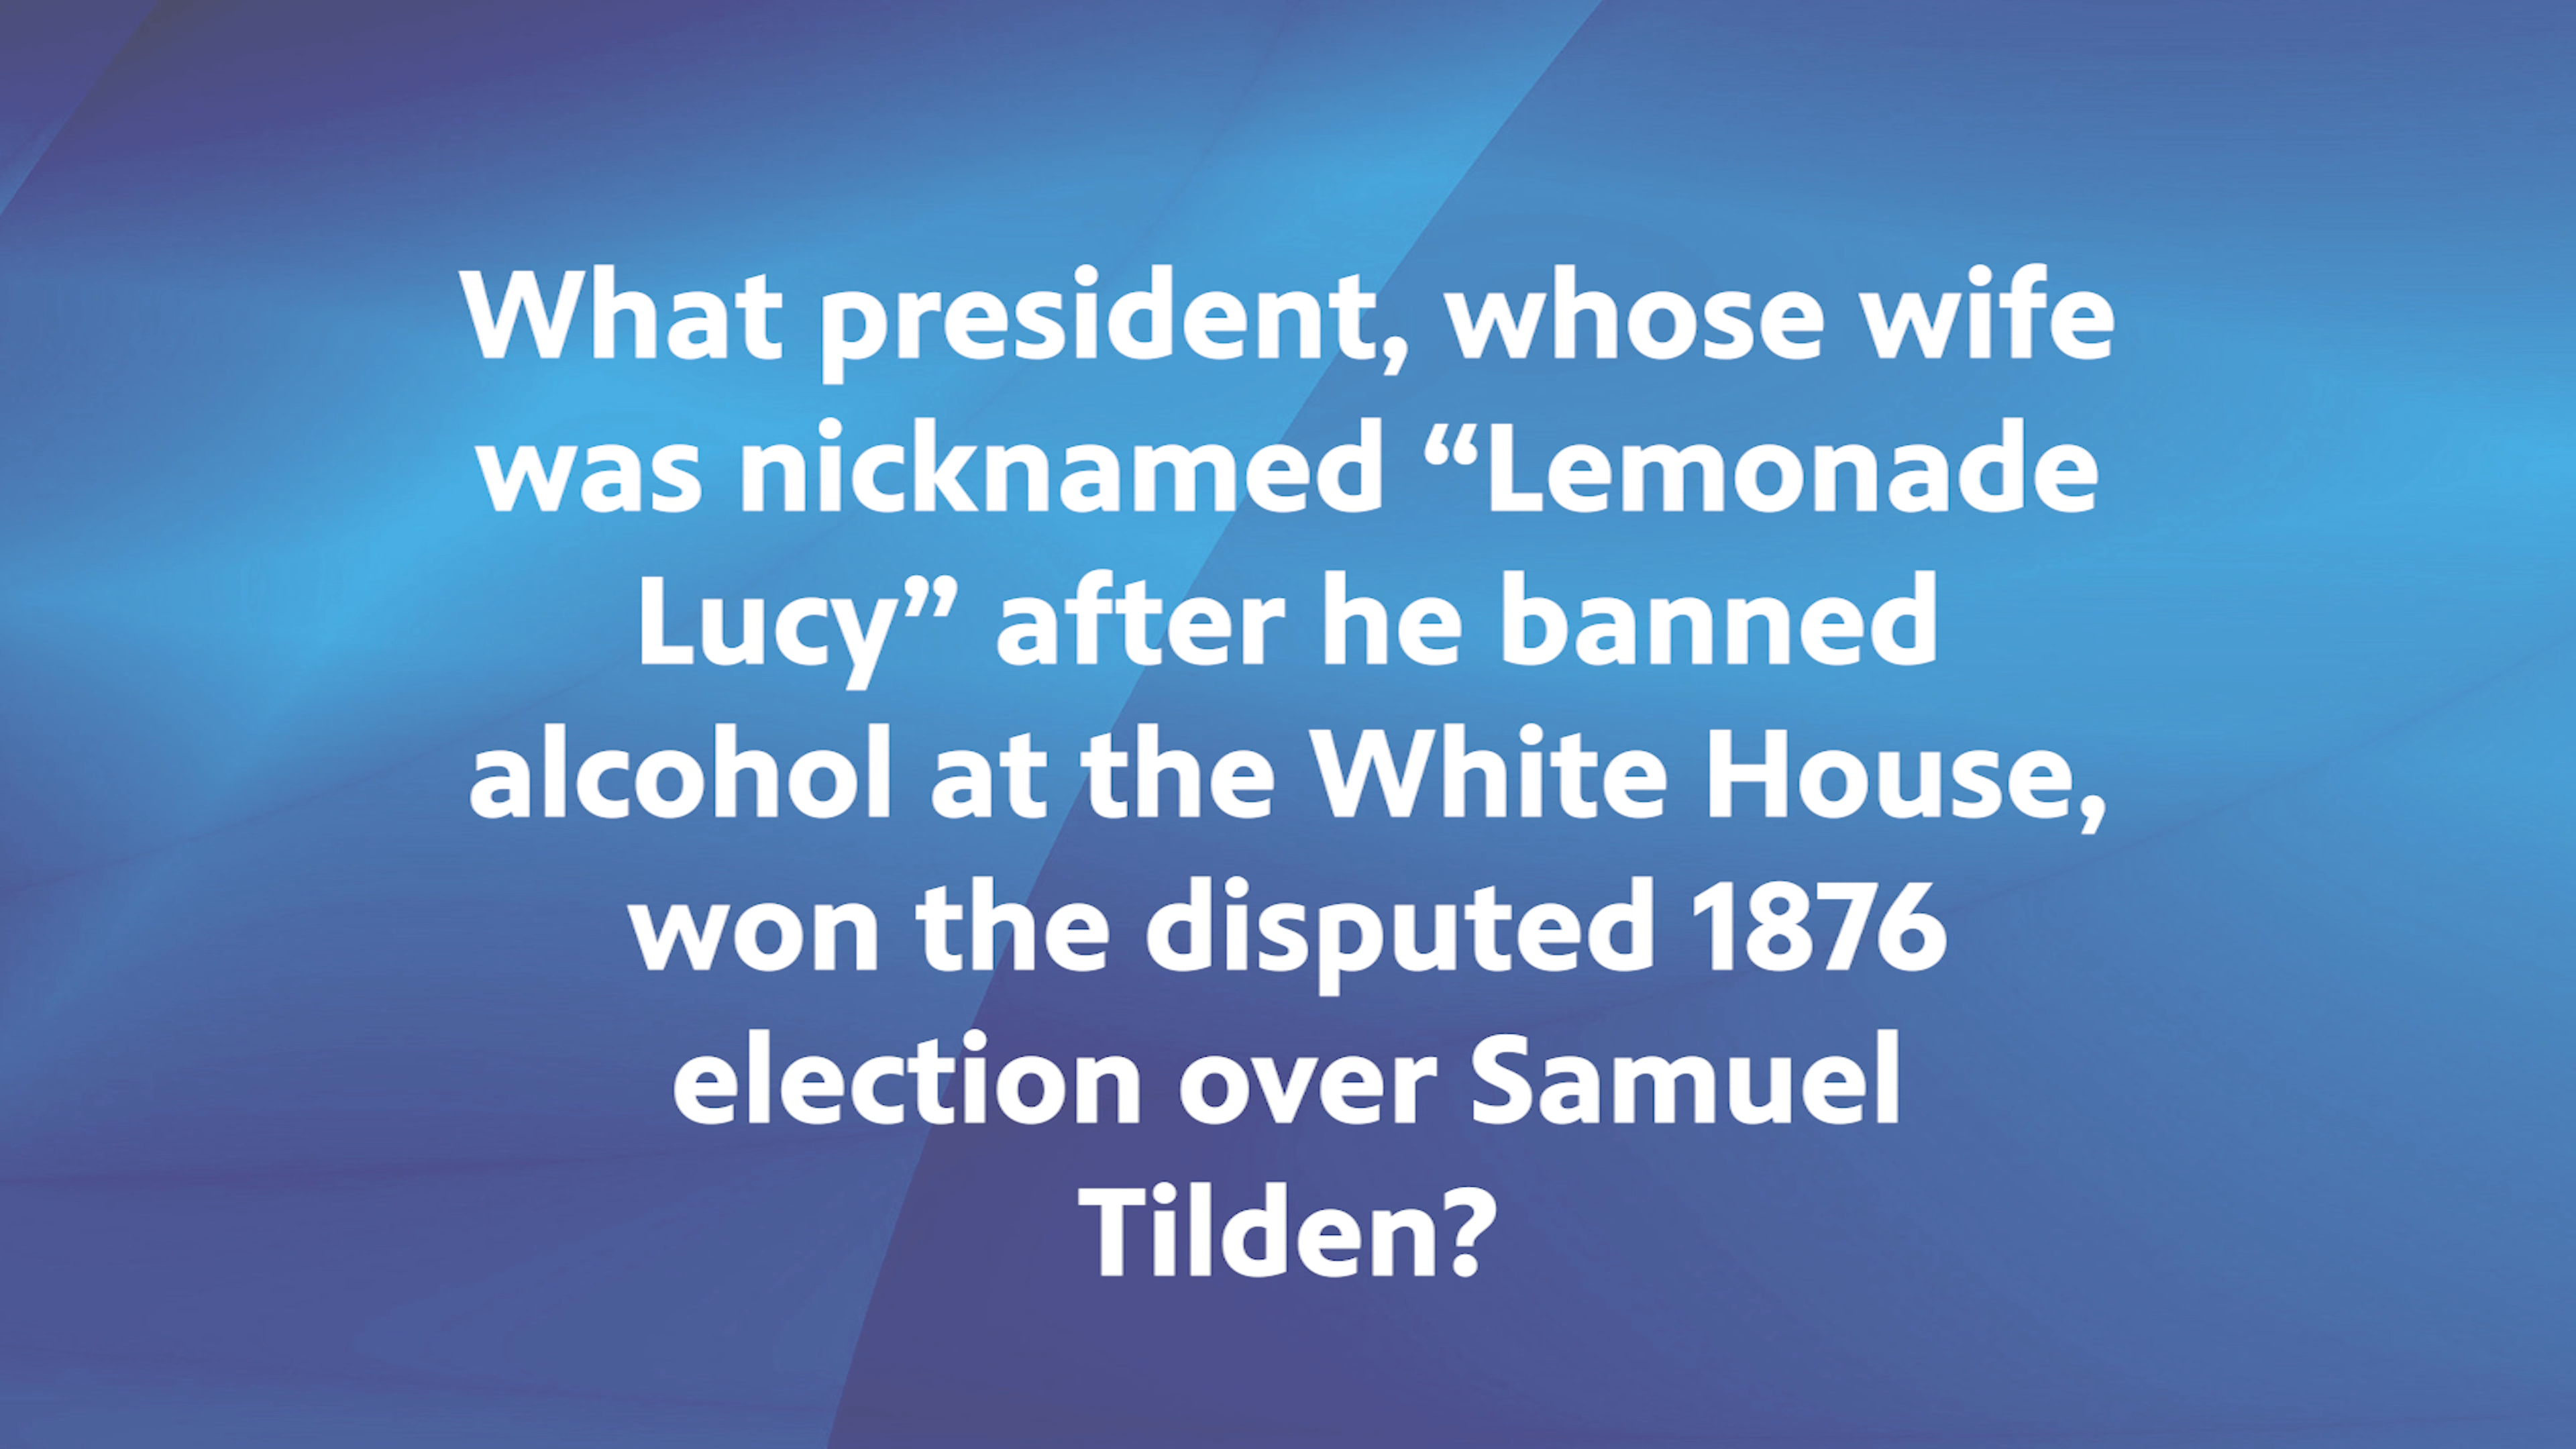 What president, whose wife
was nicknamed “Lemonade
Lucy” after he banned
alcohol at the White House,
won the disputed 1876
election over Samuel
Tilden?